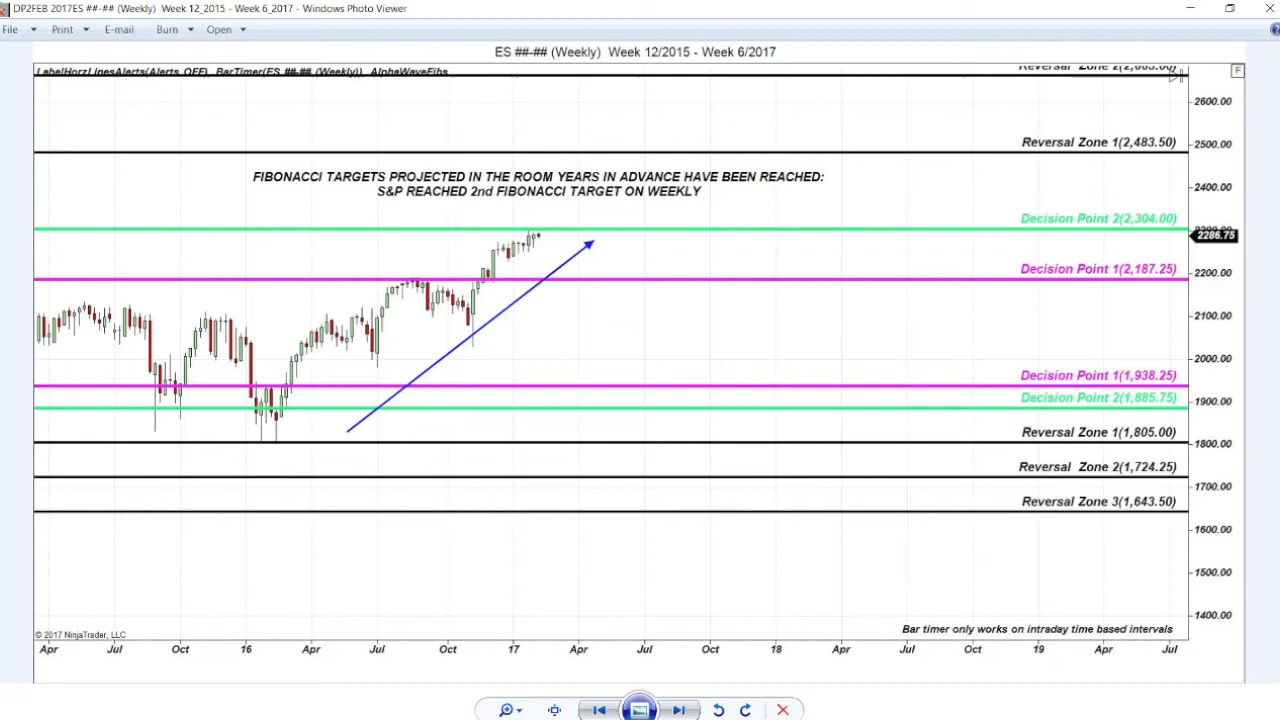 DP2FEB 2017ES ##-## (Weekly) Week 12_2015 - Week 6_2017 - Windows Photo Viewer
File Print E-mail Burn Open
ES ##-## (Weekly) Week 12/2015 - Week 6/2017
LabelHorzLinesAlerts(Alerts OFF), BarTimer(ES ##-## (Weekly)), AlphaWaveFibs
F
2600.00
Reversal Zone 1(2,483.50)
2500.00
FIBONACCI TARGETS PROJECTED IN THE ROOM YEARS IN ADVANCE HAVE BEEN REACHED:
S&P REACHED 2nd FIBONACCI TARGET ON WEEKLY
2400.00
Decision Point 2(2,304.00)
2286.75
Decision Point 1(2,187.25)
2200.00
2100.00
2000.00
Decision Point 1(1,938.25)
Decision Point 2(1,885.75)
1900.00
Reversal Zone 1(1,805.00)
1800.00
Reversal Zone 2(1,724.25)
1700.00
Reversal Zone 3(1,643.50)
1600.00
1500.00
1400.00
Bar timer only works on intraday time based intervals
© 2017 NinjaTrader, LLC
Apr Jul Oct 16 Apr Jul Oct 17 Apr Jul Oct 18 Apr Jul Oct 19 Apr Jul